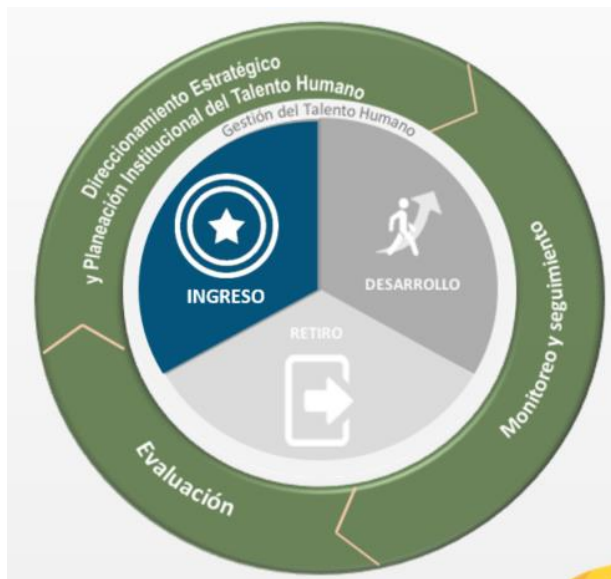 Direccionamiento Estratégico
y Planeación Institucional del Talento Humano
Gestión del Talento Humano
INGRESO
DESARROLLO
RETIRO
Monitoreo y seguimiento
Evaluación